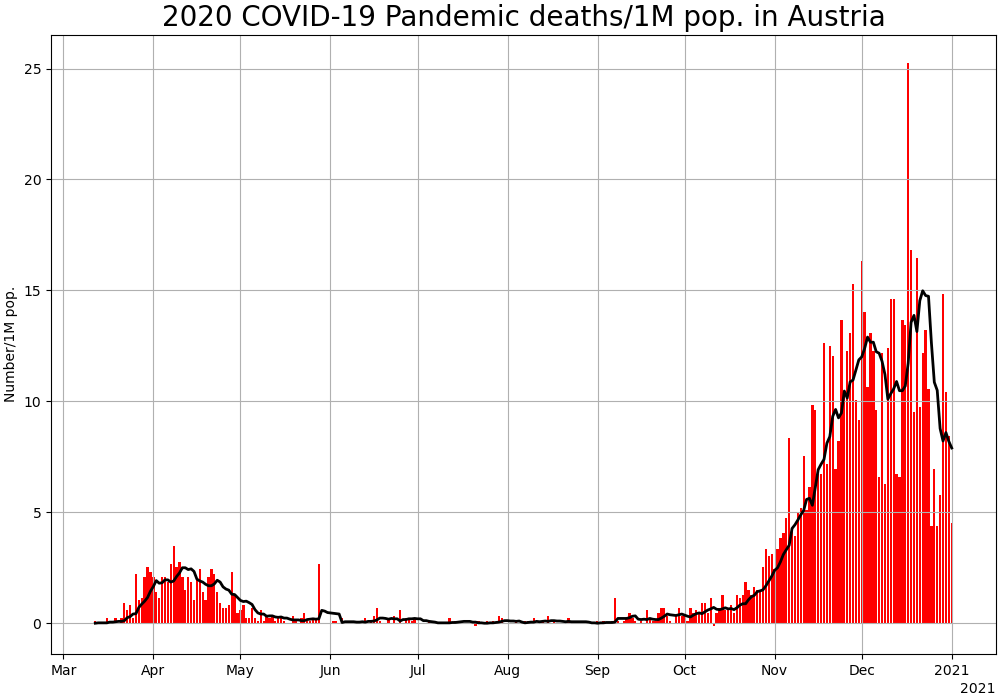 2020 COVID-19 Pandemic deaths/1M pop. in Austria
Number/1M pop.
25
20
15
10
5
0
Mar Apr May Jun Jul Aug Sep Oct Nov Dec 2021
2021